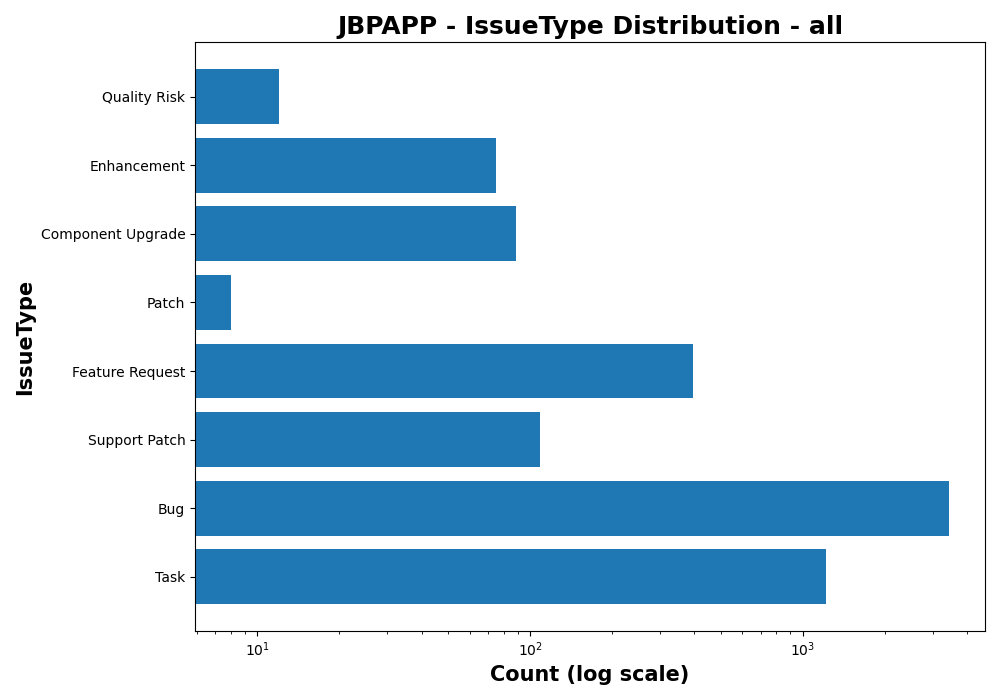 JBPAPP - IssueType Distribution - all
IssueType
Quality Risk
Enhancement
Component Upgrade
Patch
Feature Request
Support Patch
Bug
Task
10¹ 10² 10³
Count (log scale)